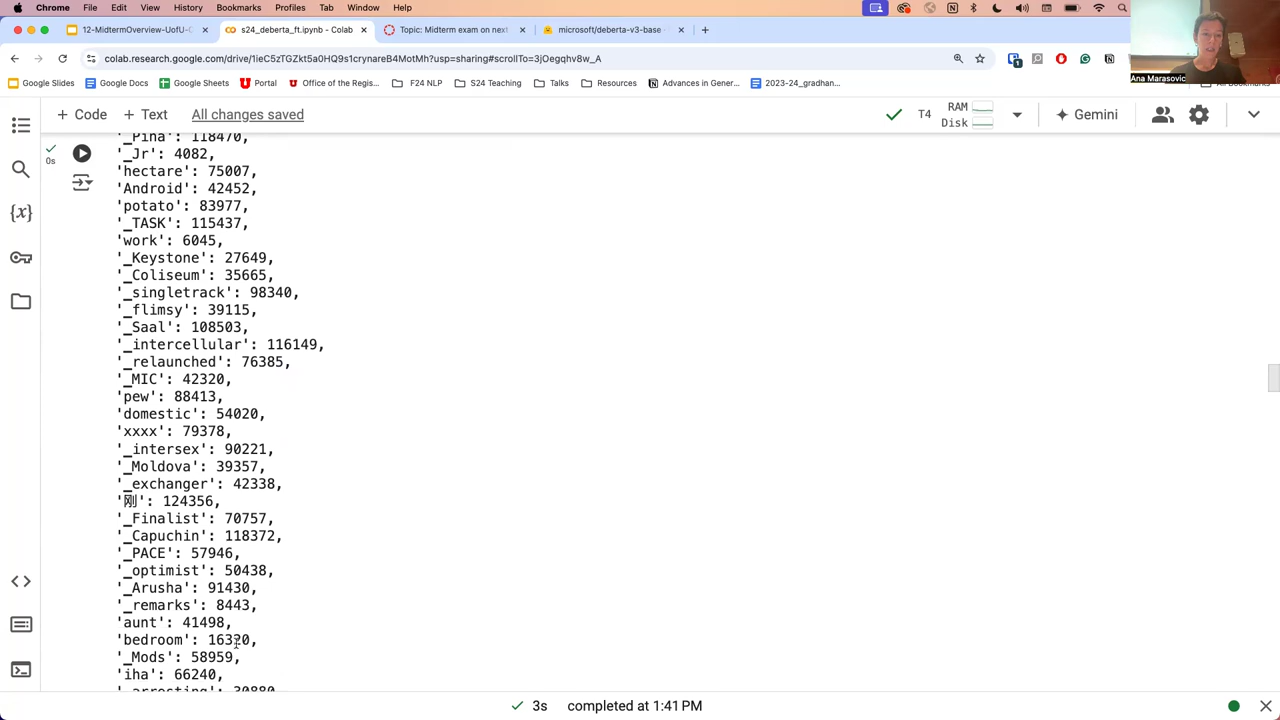 Chrome File Edit View History Bookmarks Profiles Tab Window Help
12-MidtermOverview-UofU-C
s24_deberta_ft.ipynb - Colab
Topic: Midterm exam on next
microsoft/deberta-v3-base
colab.research.google.com/drive/1ieC5zTGZkt5aOHQ9s1crynareB4MotMh?usp=sharing#scrollTo=3jOegqhv8w_A
Google Slides Google Docs Google Sheets Portal Office of the Regis... F24 NLP S24 Teaching Talks Resources Advances in Gener... 2023-24_gradhan...
Ana Marasovic
+ Code + Text All changes saved
T4 RAM Disk Gemini
0s
'_Pina': 118470,
'_Jr': 4082,
'hectare': 75007,
'Android': 42452,
'potato': 83977,
'_TASK': 115437,
'work': 6045,
'_Keystone': 27649,
'_Coliseum': 35665,
'_singletrack': 98340,
'_flimsy': 39115,
'_Saal': 108503,
'_intercellular': 116149,
'_relaunched': 76385,
'_MIC': 42320,
'pew': 88413,
'domestic': 54020,
'xxxx': 79378,
'_intersex': 90221,
'_Moldova': 39357,
'_exchanger': 42338,
'刚': 124356,
'_Finalist': 70757,
'_Capuchin': 118372,
'_PACE': 57946,
'_optimist': 50438,
'_Arusha': 91430,
'_remarks': 8443,
'aunt': 41498,
'bedroom': 16320,
'_Mods': 58959,
'iha': 66240,
'_arresting': 30880,
3s completed at 1:41 PM